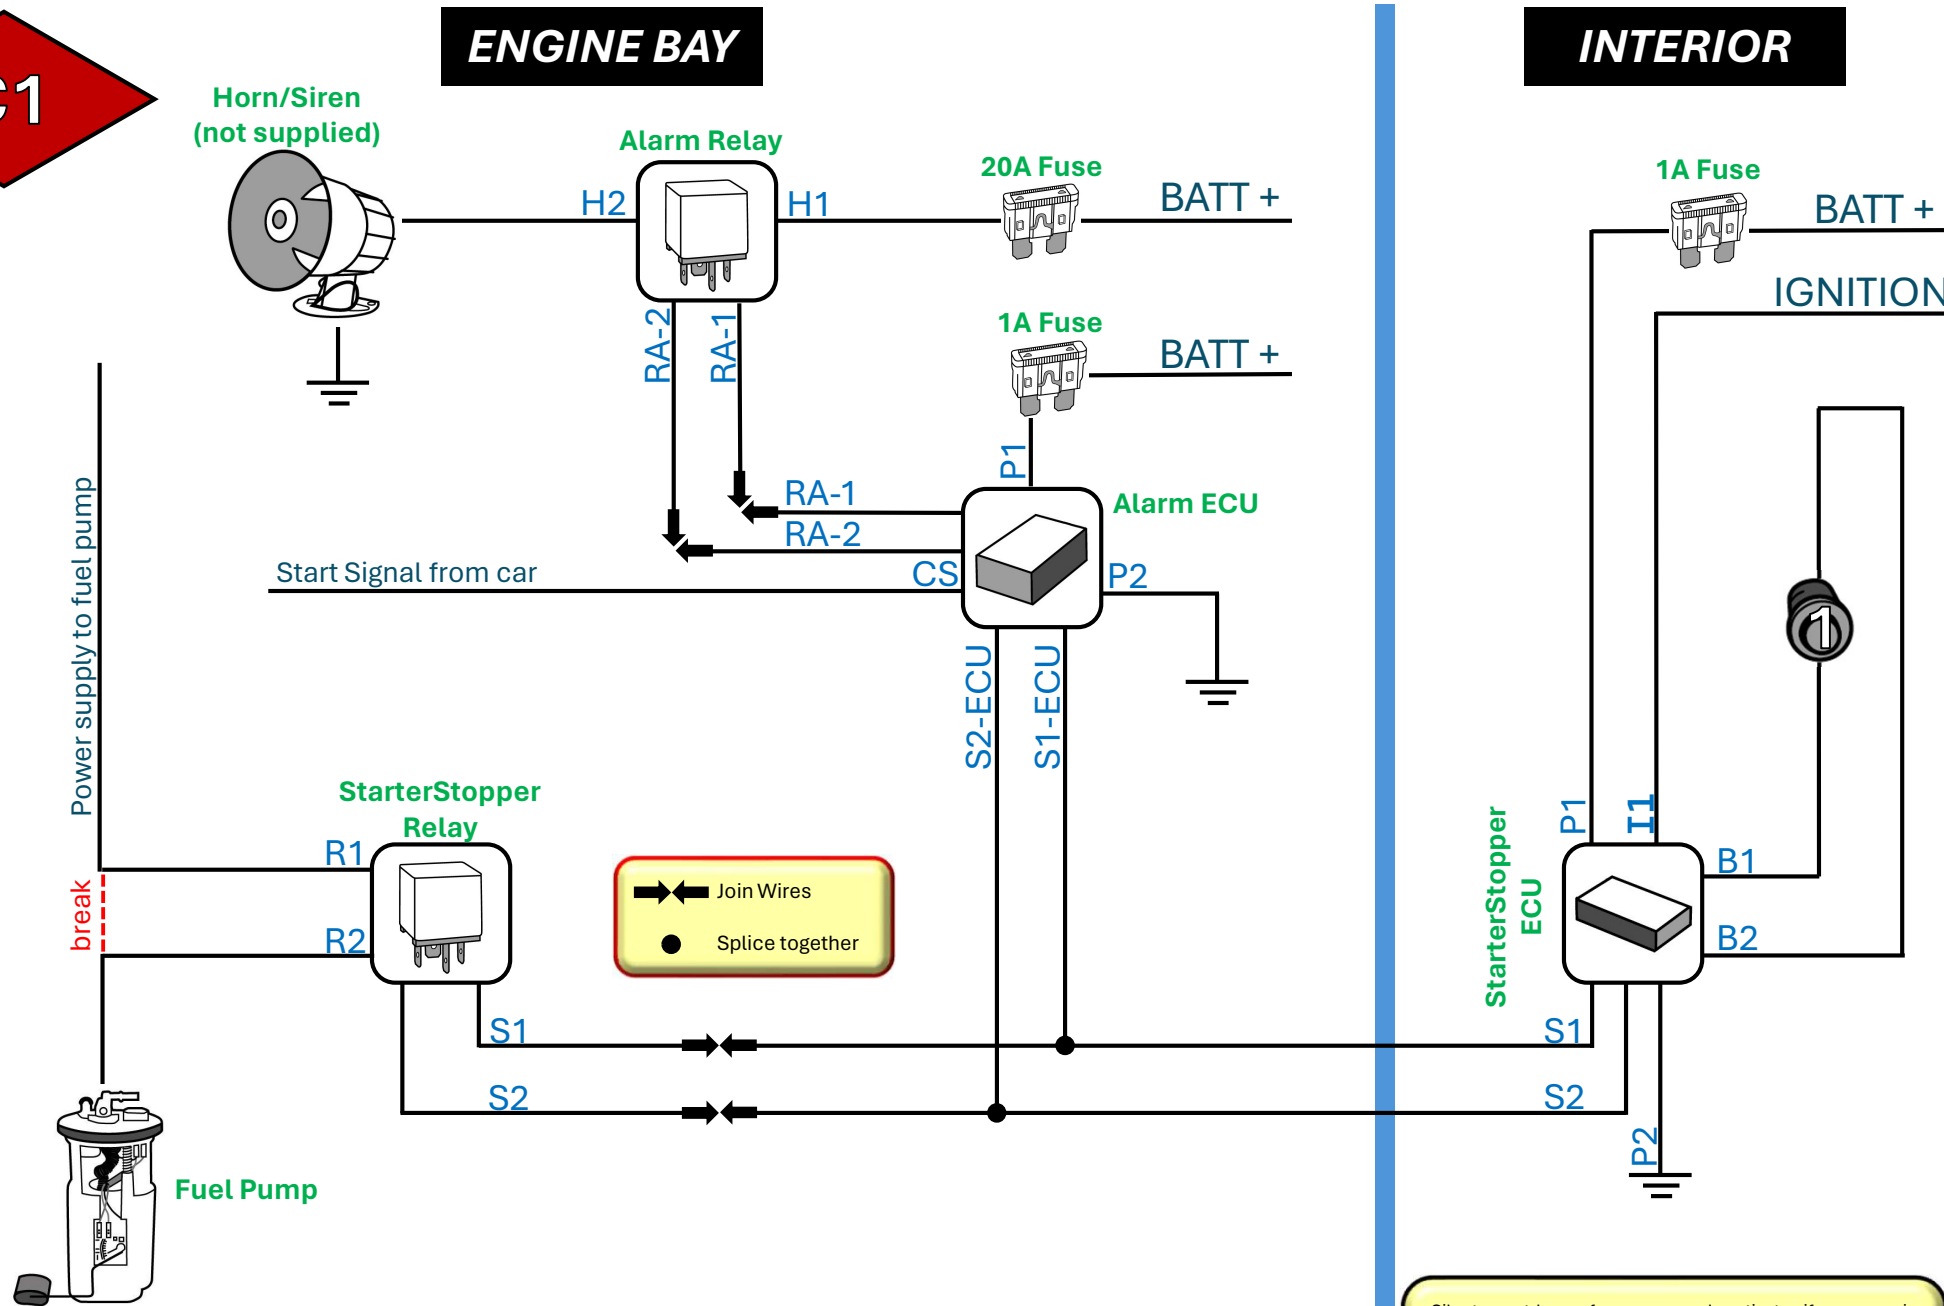 ENGINE BAY
INTERIOR
C1
Horn/Siren
(not supplied)
Alarm Relay
20A Fuse
1A Fuse
H2
H1
BATT +
BATT +
IGNITION
RA-2
RA-1
1A Fuse
BATT +
P1
RA-1
RA-2
Alarm ECU
Start Signal from car
CS
P2
Power supply to fuel pump
S2-ECU
S1-ECU
1
StarterStopper
Relay
P1
I1
R1
break
R2
Join Wires
Splice together
StarterStopper
ECU
B1
B2
S1
S1
S2
S2
P2
Fuel Pump